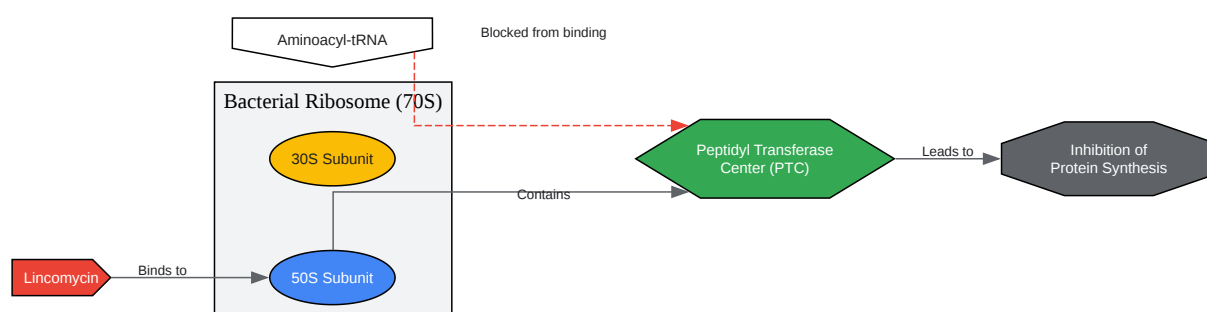 Aminoacyl-tRNA
Blocked from binding
Bacterial Ribosome (70S)
30S Subunit
Peptidyl Transferase
Center (PTC)
Leads to
Inhibition of
Protein Synthesis
Contains
Lincomycin
Binds to
50S Subunit